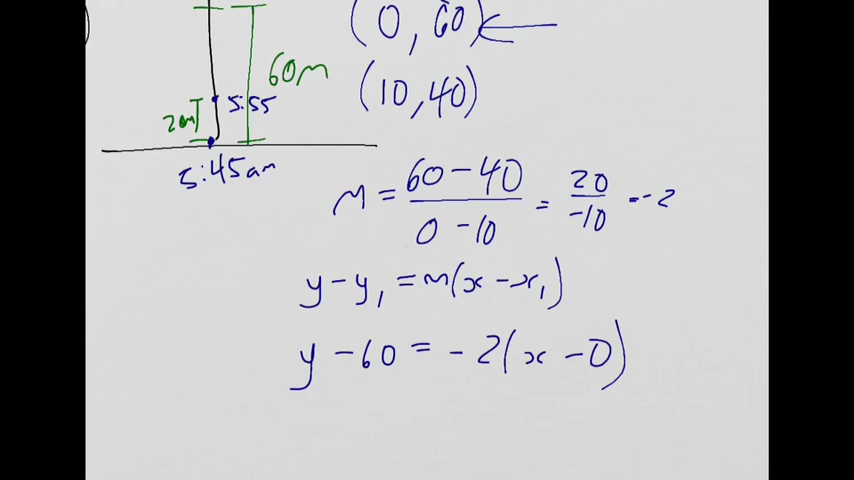 (0, 60)
60m
(10, 40)
5:55
20m
5:45am
m = 60 - 40 / 0 - 10 = 20 / -10 = -2
y - y₁ = m(x - x₁)
y - 60 = - 2(x - 0)